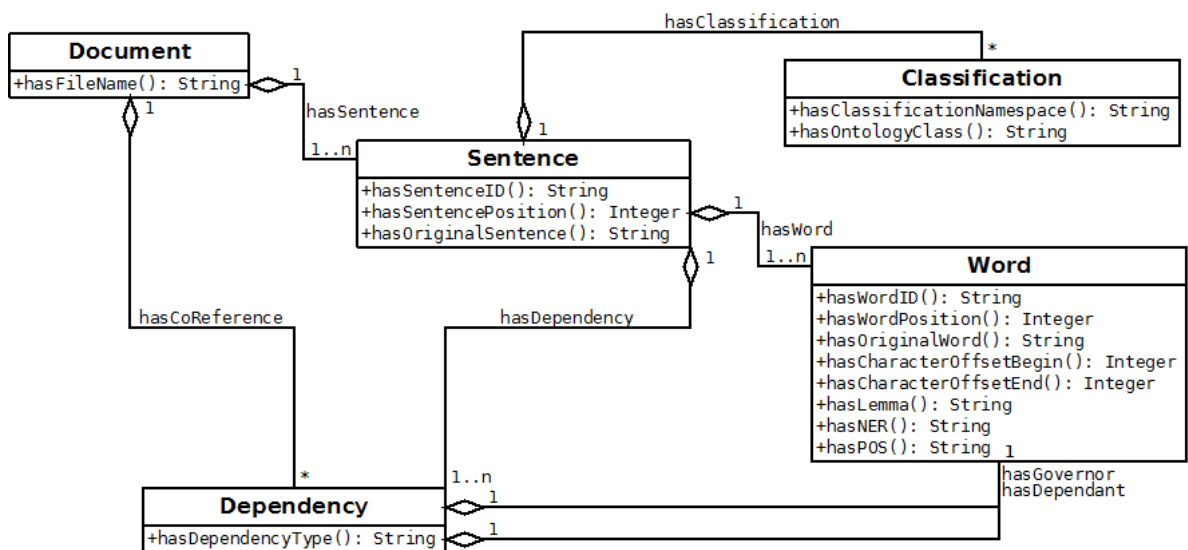 hasClassification
Document
+hasFileName(): String
1
1
hasSentence
1..n
*
Classification
+hasClassificationNamespace(): String
+hasOntologyClass(): String
1
Sentence
+hasSentenceID(): String
+hasSentencePosition(): Integer
+hasOriginalSentence(): String
1
hasWord
1..n
1
Word
+hasWordID(): String
+hasWordPosition(): Integer
+hasOriginalWord(): String
+hasCharacterOffsetBegin(): Integer
+hasCharacterOffsetEnd(): Integer
+hasLemma(): String
+hasNER(): String
+hasPOS(): String
1
hasCoReference
hasDependency
*
1..n
hasGovernor
hasDependant
Dependency
+hasDependencyType(): String
1
1